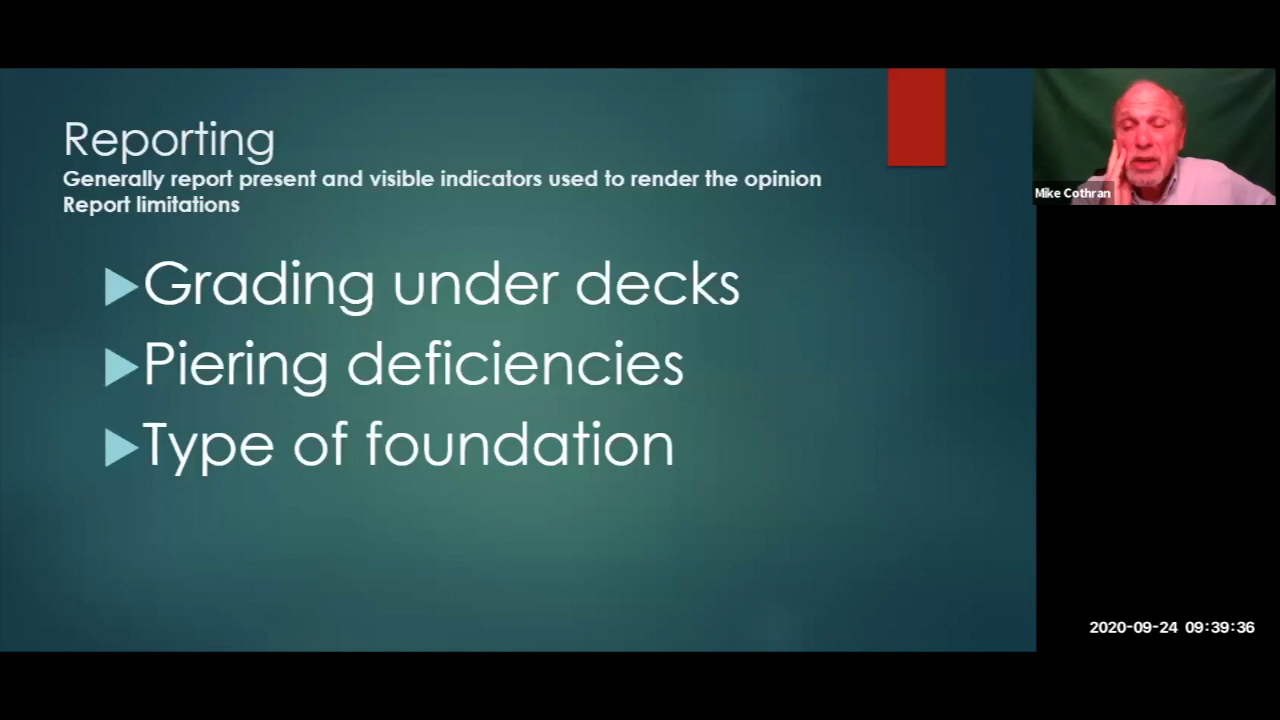 Reporting
Generally report present and visible indicators used to render the opinion
Report limitations
Grading under decks
Piering deficiencies
Type of foundation
Mike Cothran
2020-09-24 09:39:36